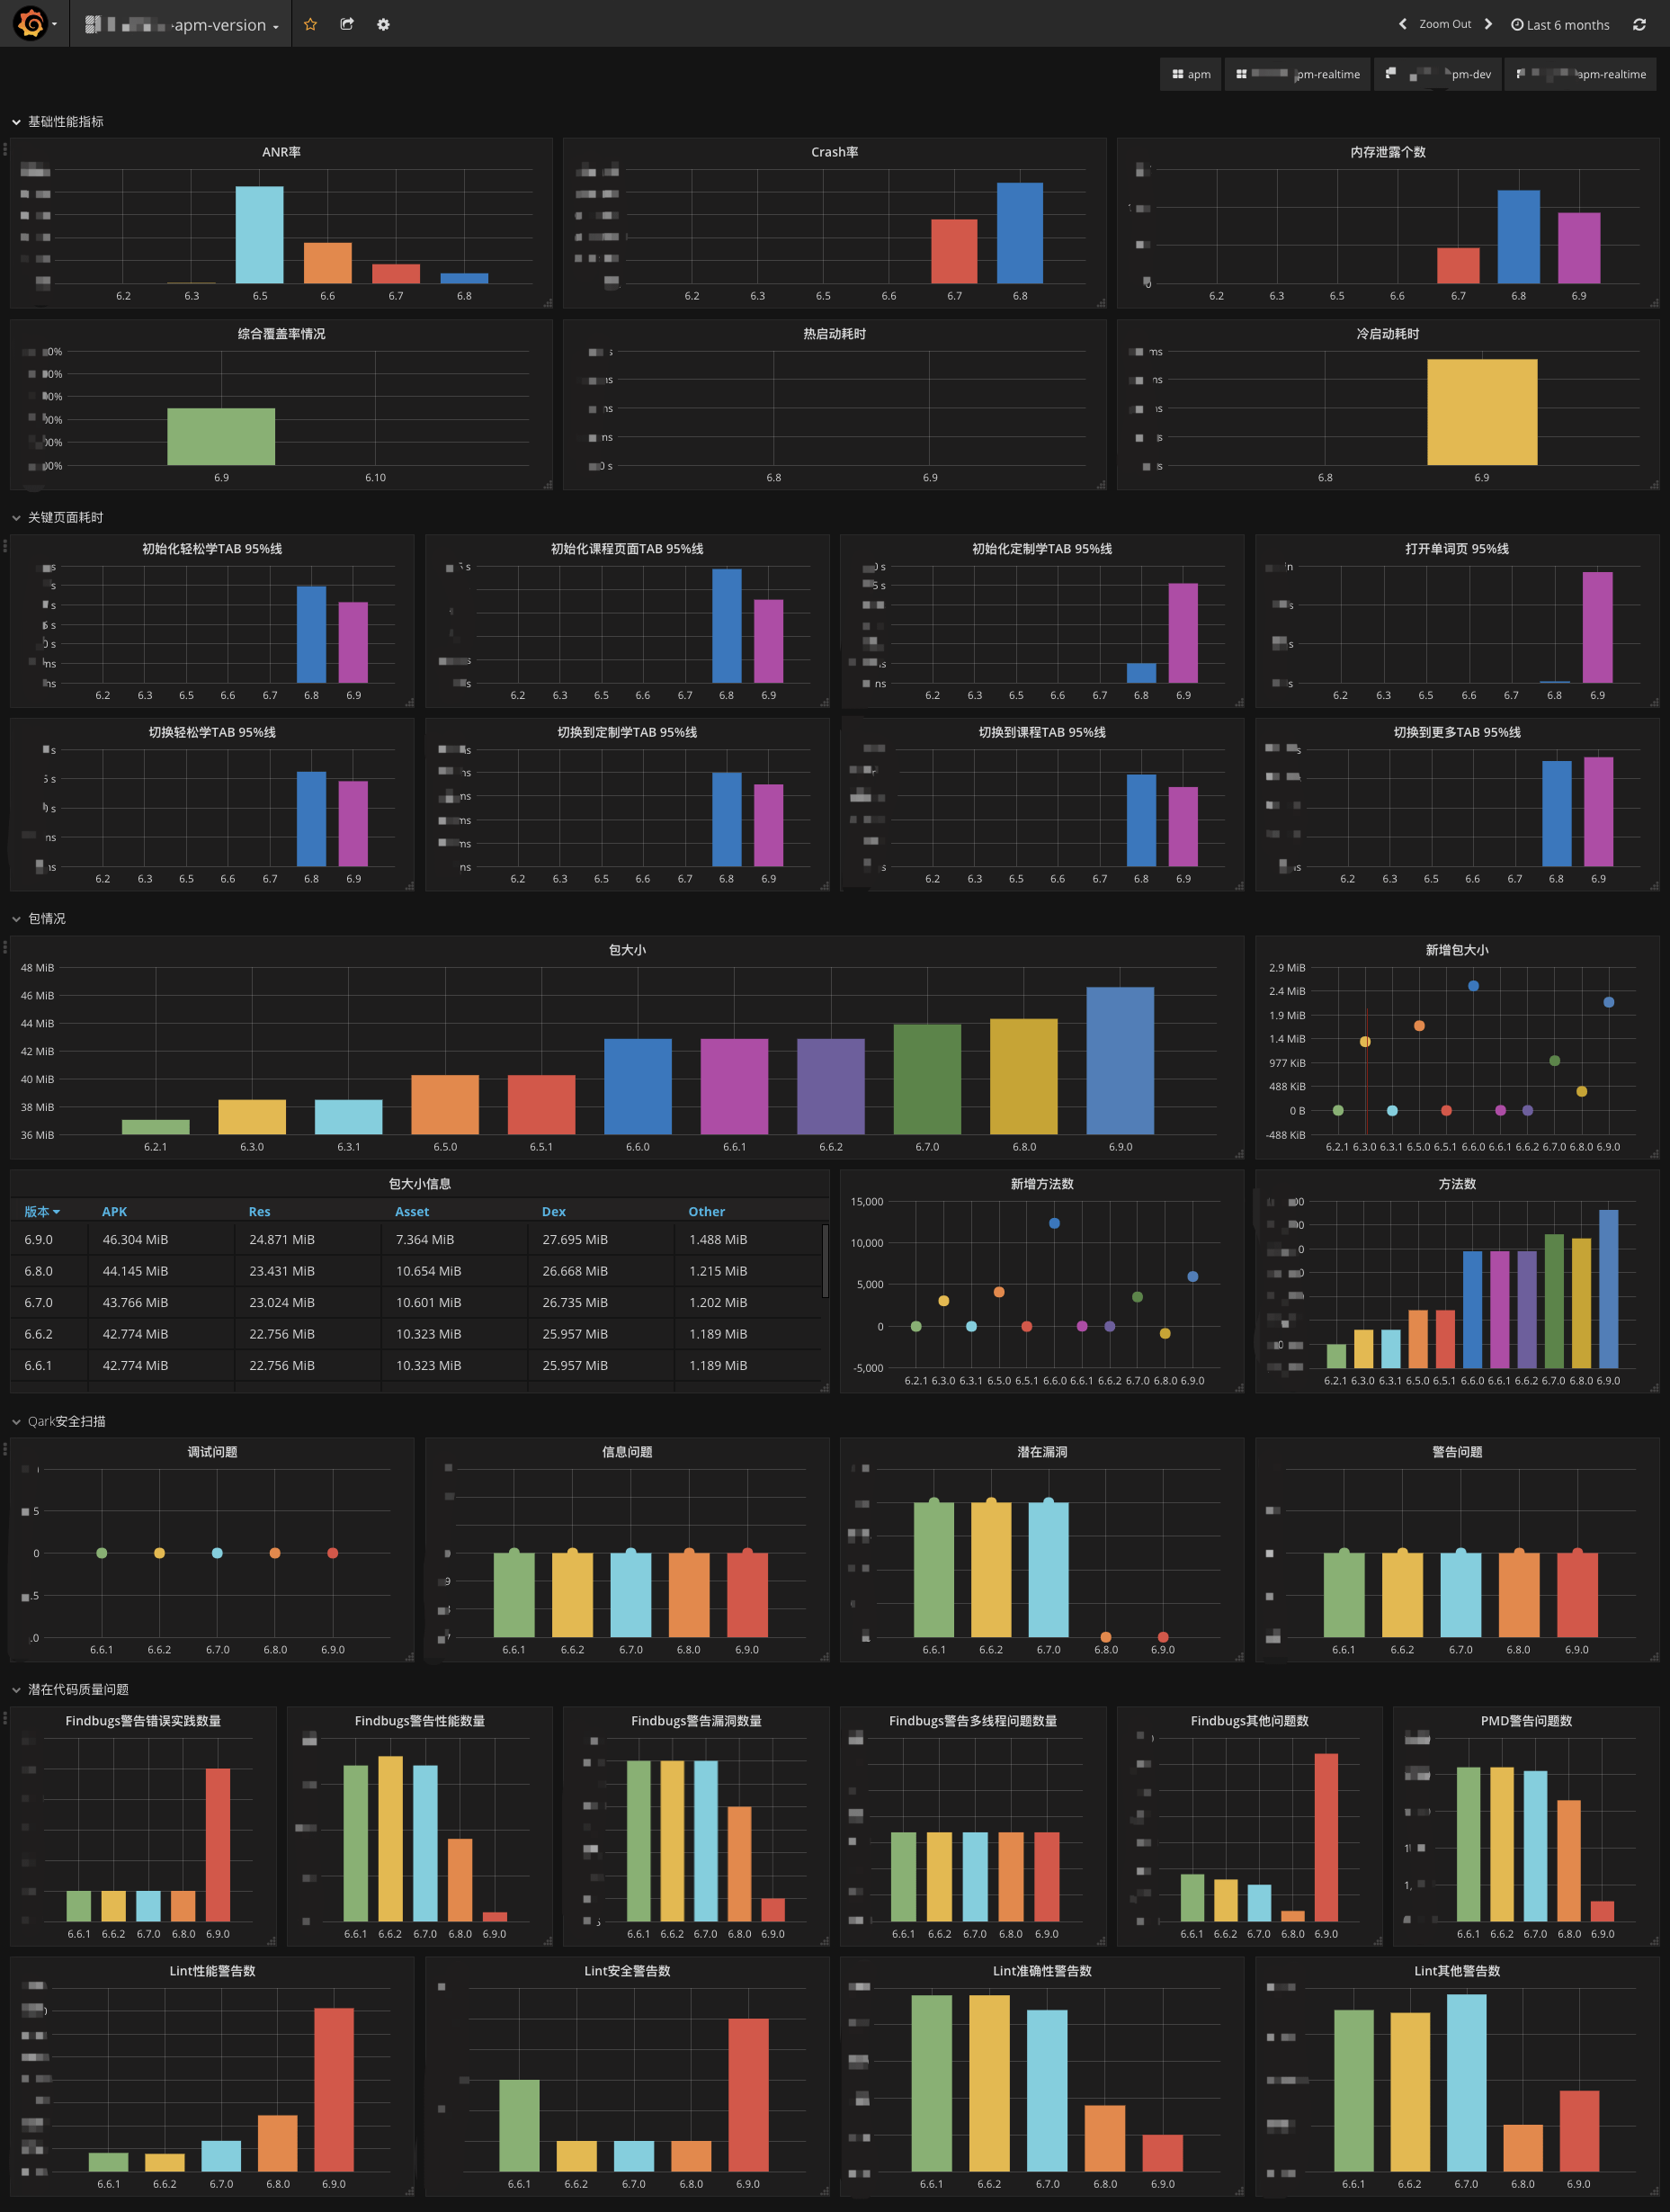 -apm-version
Zoom Out
Last 6 months
apm
pm-realtime
pm-dev
apm-realtime
基础性能指标
ANR率
6.2 6.3 6.5 6.6 6.7 6.8
Crash率
6.2 6.3 6.5 6.6 6.7 6.8
内存泄露个数
0
6.2 6.3 6.5 6.6 6.7 6.8 6.9
综合覆盖率情况
6.9 6.10
热启动耗时
6.8 6.9
冷启动耗时
6.8 6.9
关键页面耗时
初始化轻松学TAB 95%线
6.2 6.3 6.5 6.6 6.7 6.8 6.9
初始化课程页面TAB 95%线
6.2 6.3 6.5 6.6 6.7 6.8 6.9
初始化定制学TAB 95%线
6.2 6.3 6.5 6.6 6.7 6.8 6.9
打开单词页 95%线
6.2 6.3 6.5 6.6 6.7 6.8 6.9
切换轻松学TAB 95%线
6.2 6.3 6.5 6.6 6.7 6.8 6.9
切换到定制学TAB 95%线
6.2 6.3 6.5 6.6 6.7 6.8 6.9
切换到课程TAB 95%线
6.2 6.3 6.5 6.6 6.7 6.8 6.9
切换到更多TAB 95%线
6.2 6.3 6.5 6.6 6.7 6.8 6.9
包情况
包大小
48 MiB
46 MiB
44 MiB
42 MiB
40 MiB
38 MiB
36 MiB
6.2.1 6.3.0 6.3.1 6.5.0 6.5.1 6.6.0 6.6.1 6.6.2 6.7.0 6.8.0 6.9.0
新增包大小
2.9 MiB
2.4 MiB
1.9 MiB
1.4 MiB
977 KiB
488 KiB
0 B
-488 KiB
6.2.1 6.3.0 6.3.1 6.5.0 6.5.1 6.6.0 6.6.1 6.6.2 6.7.0 6.8.0 6.9.0
包大小信息
版本 APK Res Asset Dex Other
6.9.0 46.304 MiB 24.871 MiB 7.364 MiB 27.695 MiB 1.488 MiB
6.8.0 44.145 MiB 23.431 MiB 10.654 MiB 26.668 MiB 1.215 MiB
6.7.0 43.766 MiB 23.024 MiB 10.601 MiB 26.735 MiB 1.202 MiB
6.6.2 42.774 MiB 22.756 MiB 10.323 MiB 25.957 MiB 1.189 MiB
6.6.1 42.774 MiB 22.756 MiB 10.323 MiB 25.957 MiB 1.189 MiB
新增方法数
15,000
10,000
5,000
0
-5,000
6.2.1 6.3.0 6.3.1 6.5.0 6.5.1 6.6.0 6.6.1 6.6.2 6.7.0 6.8.0 6.9.0
方法数
6.2.1 6.3.0 6.3.1 6.5.0 6.5.1 6.6.0 6.6.1 6.6.2 6.7.0 6.8.0 6.9.0
Qark安全扫描
调试问题
0
6.6.1 6.6.2 6.7.0 6.8.0 6.9.0
信息问题
6.6.1 6.6.2 6.7.0 6.8.0 6.9.0
潜在漏洞
6.6.1 6.6.2 6.7.0 6.8.0 6.9.0
警告问题
6.6.1 6.6.2 6.7.0 6.8.0 6.9.0
潜在代码质量问题
Findbugs警告错误实践数量
6.6.1 6.6.2 6.7.0 6.8.0 6.9.0
Findbugs警告性能数量
6.6.1 6.6.2 6.7.0 6.8.0 6.9.0
Findbugs警告漏洞数量
6.6.1 6.6.2 6.7.0 6.8.0 6.9.0
Findbugs警告多线程问题数量
6.6.1 6.6.2 6.7.0 6.8.0 6.9.0
Findbugs其他问题数
6.6.1 6.6.2 6.7.0 6.8.0 6.9.0
PMD警告问题数
6.6.1 6.6.2 6.7.0 6.8.0 6.9.0
Lint性能警告数
6.6.1 6.6.2 6.7.0 6.8.0 6.9.0
Lint安全警告数
6.6.1 6.6.2 6.7.0 6.8.0 6.9.0
Lint准确性警告数
6.6.1 6.6.2 6.7.0 6.8.0 6.9.0
Lint其他警告数
6.6.1 6.6.2 6.7.0 6.8.0 6.9.0